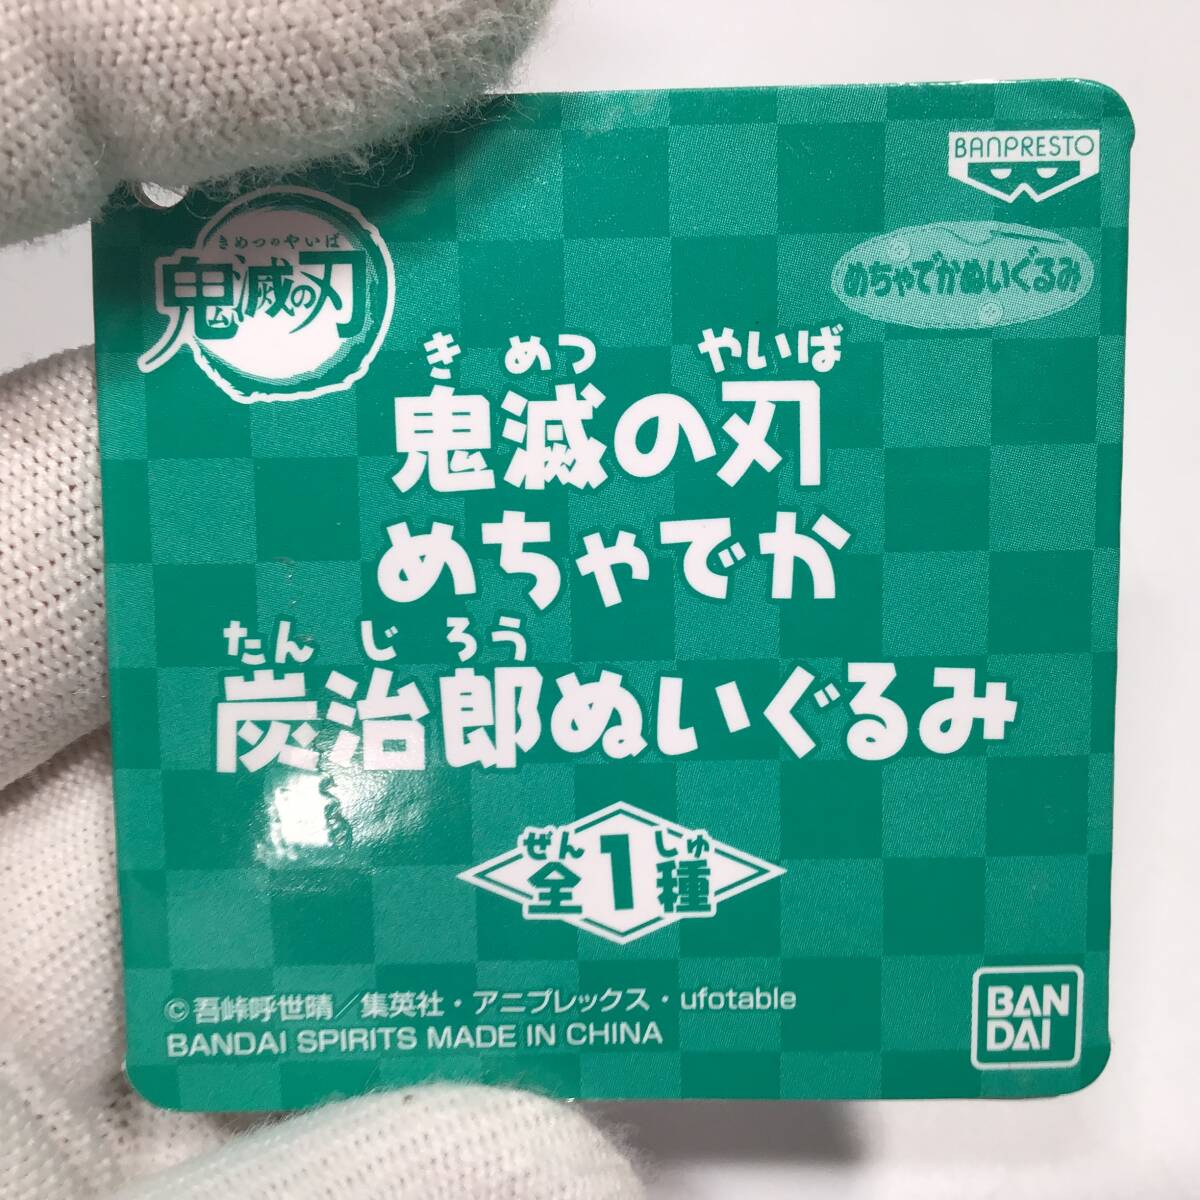 BANPRESTO
めちゃでかぬいぐるみ
きめつのやいば
鬼滅の刃
きめつ やいば
鬼滅の刃
めちゃでか
たんじろう
炭治郎ぬいぐるみ
ぜん しゅ
全1種
©吾峠呼世晴／集英社・アニプレックス・ufotable
BANDAI SPIRITS MADE IN CHINA
BAN
DAI